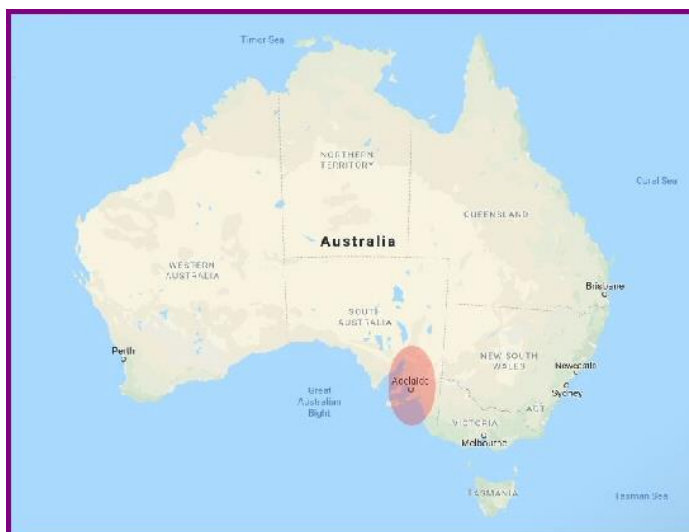 Timor Sea
NORTHERN
TERRITORY
Coral Sea
QUEENSLAND
Australia
WESTERN
AUSTRALIA
Brisbane
SOUTH
AUSTRALIA
Perth
NEW SOUTH
WALES
Newcastle
Adelaide
Sydney
Great
Australian
Bight
ACT
VICTORIA
Melbourne
TASMANIA
Tasman Sea